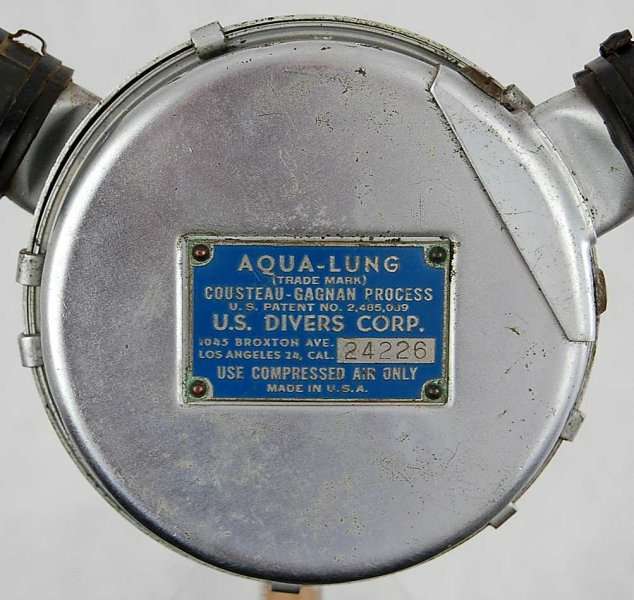 AQUA-LUNG
(TRADE MARK)
COUSTEAU-GAGNAN PROCESS
U.S. PATENT NO. 2,485,039
U.S. DIVERS CORP.
1045 BROXTON AVE.
LOS ANGELES 24, CAL. 24226
USE COMPRESSED AIR ONLY
MADE IN U.S.A.